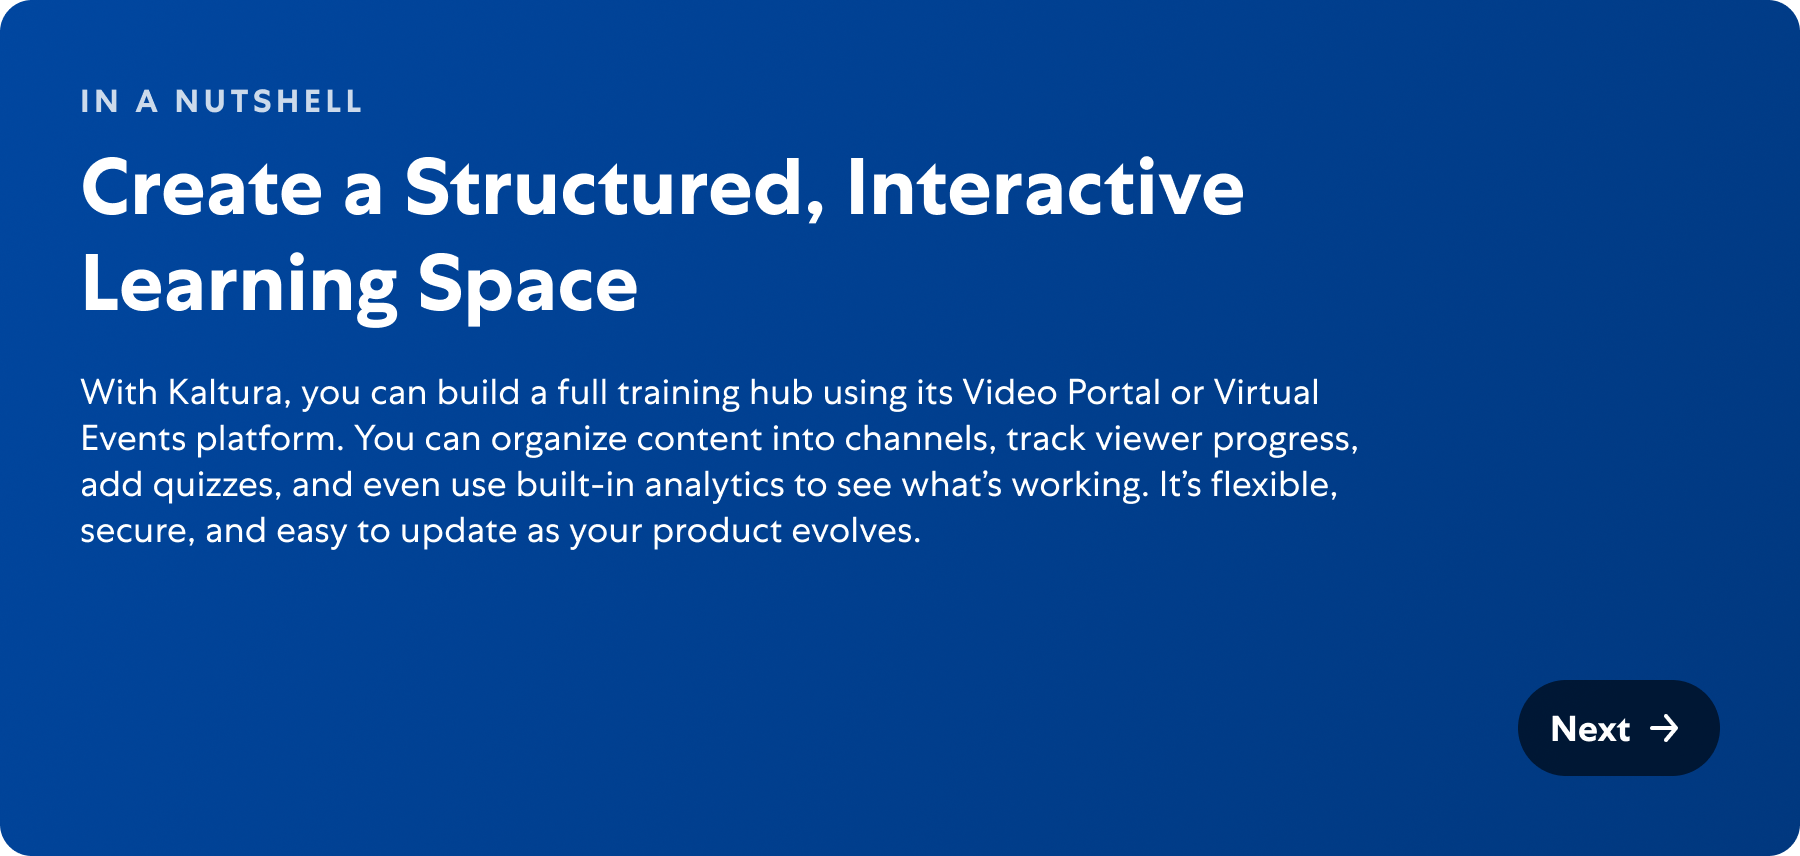 IN A NUTSHELL
Create a Structured, Interactive
Learning Space
With Kaltura, you can build a full training hub using its Video Portal or Virtual
Events platform. You can organize content into channels, track viewer progress,
add quizzes, and even use built-in analytics to see what’s working. It’s flexible,
secure, and easy to update as your product evolves.
Next →